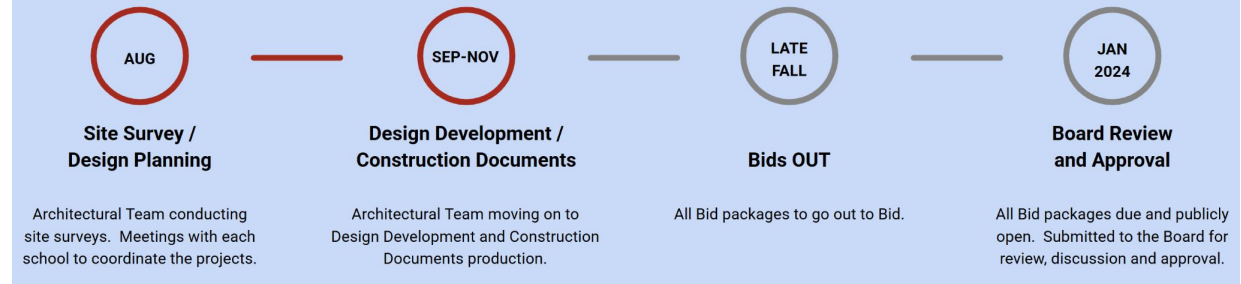 AUG
Site Survey /
Design Planning
Architectural Team conducting
site surveys.  Meetings with each
school to coordinate the projects.
SEP-NOV
Design Development /
Construction Documents
Architectural Team moving on to
Design Development and Construction
Documents production.
LATE
FALL
Bids OUT
All Bid packages to go out to Bid.
JAN
2024
Board Review
and Approval
All Bid packages due and publicly
open.  Submitted to the Board for
review, discussion and approval.